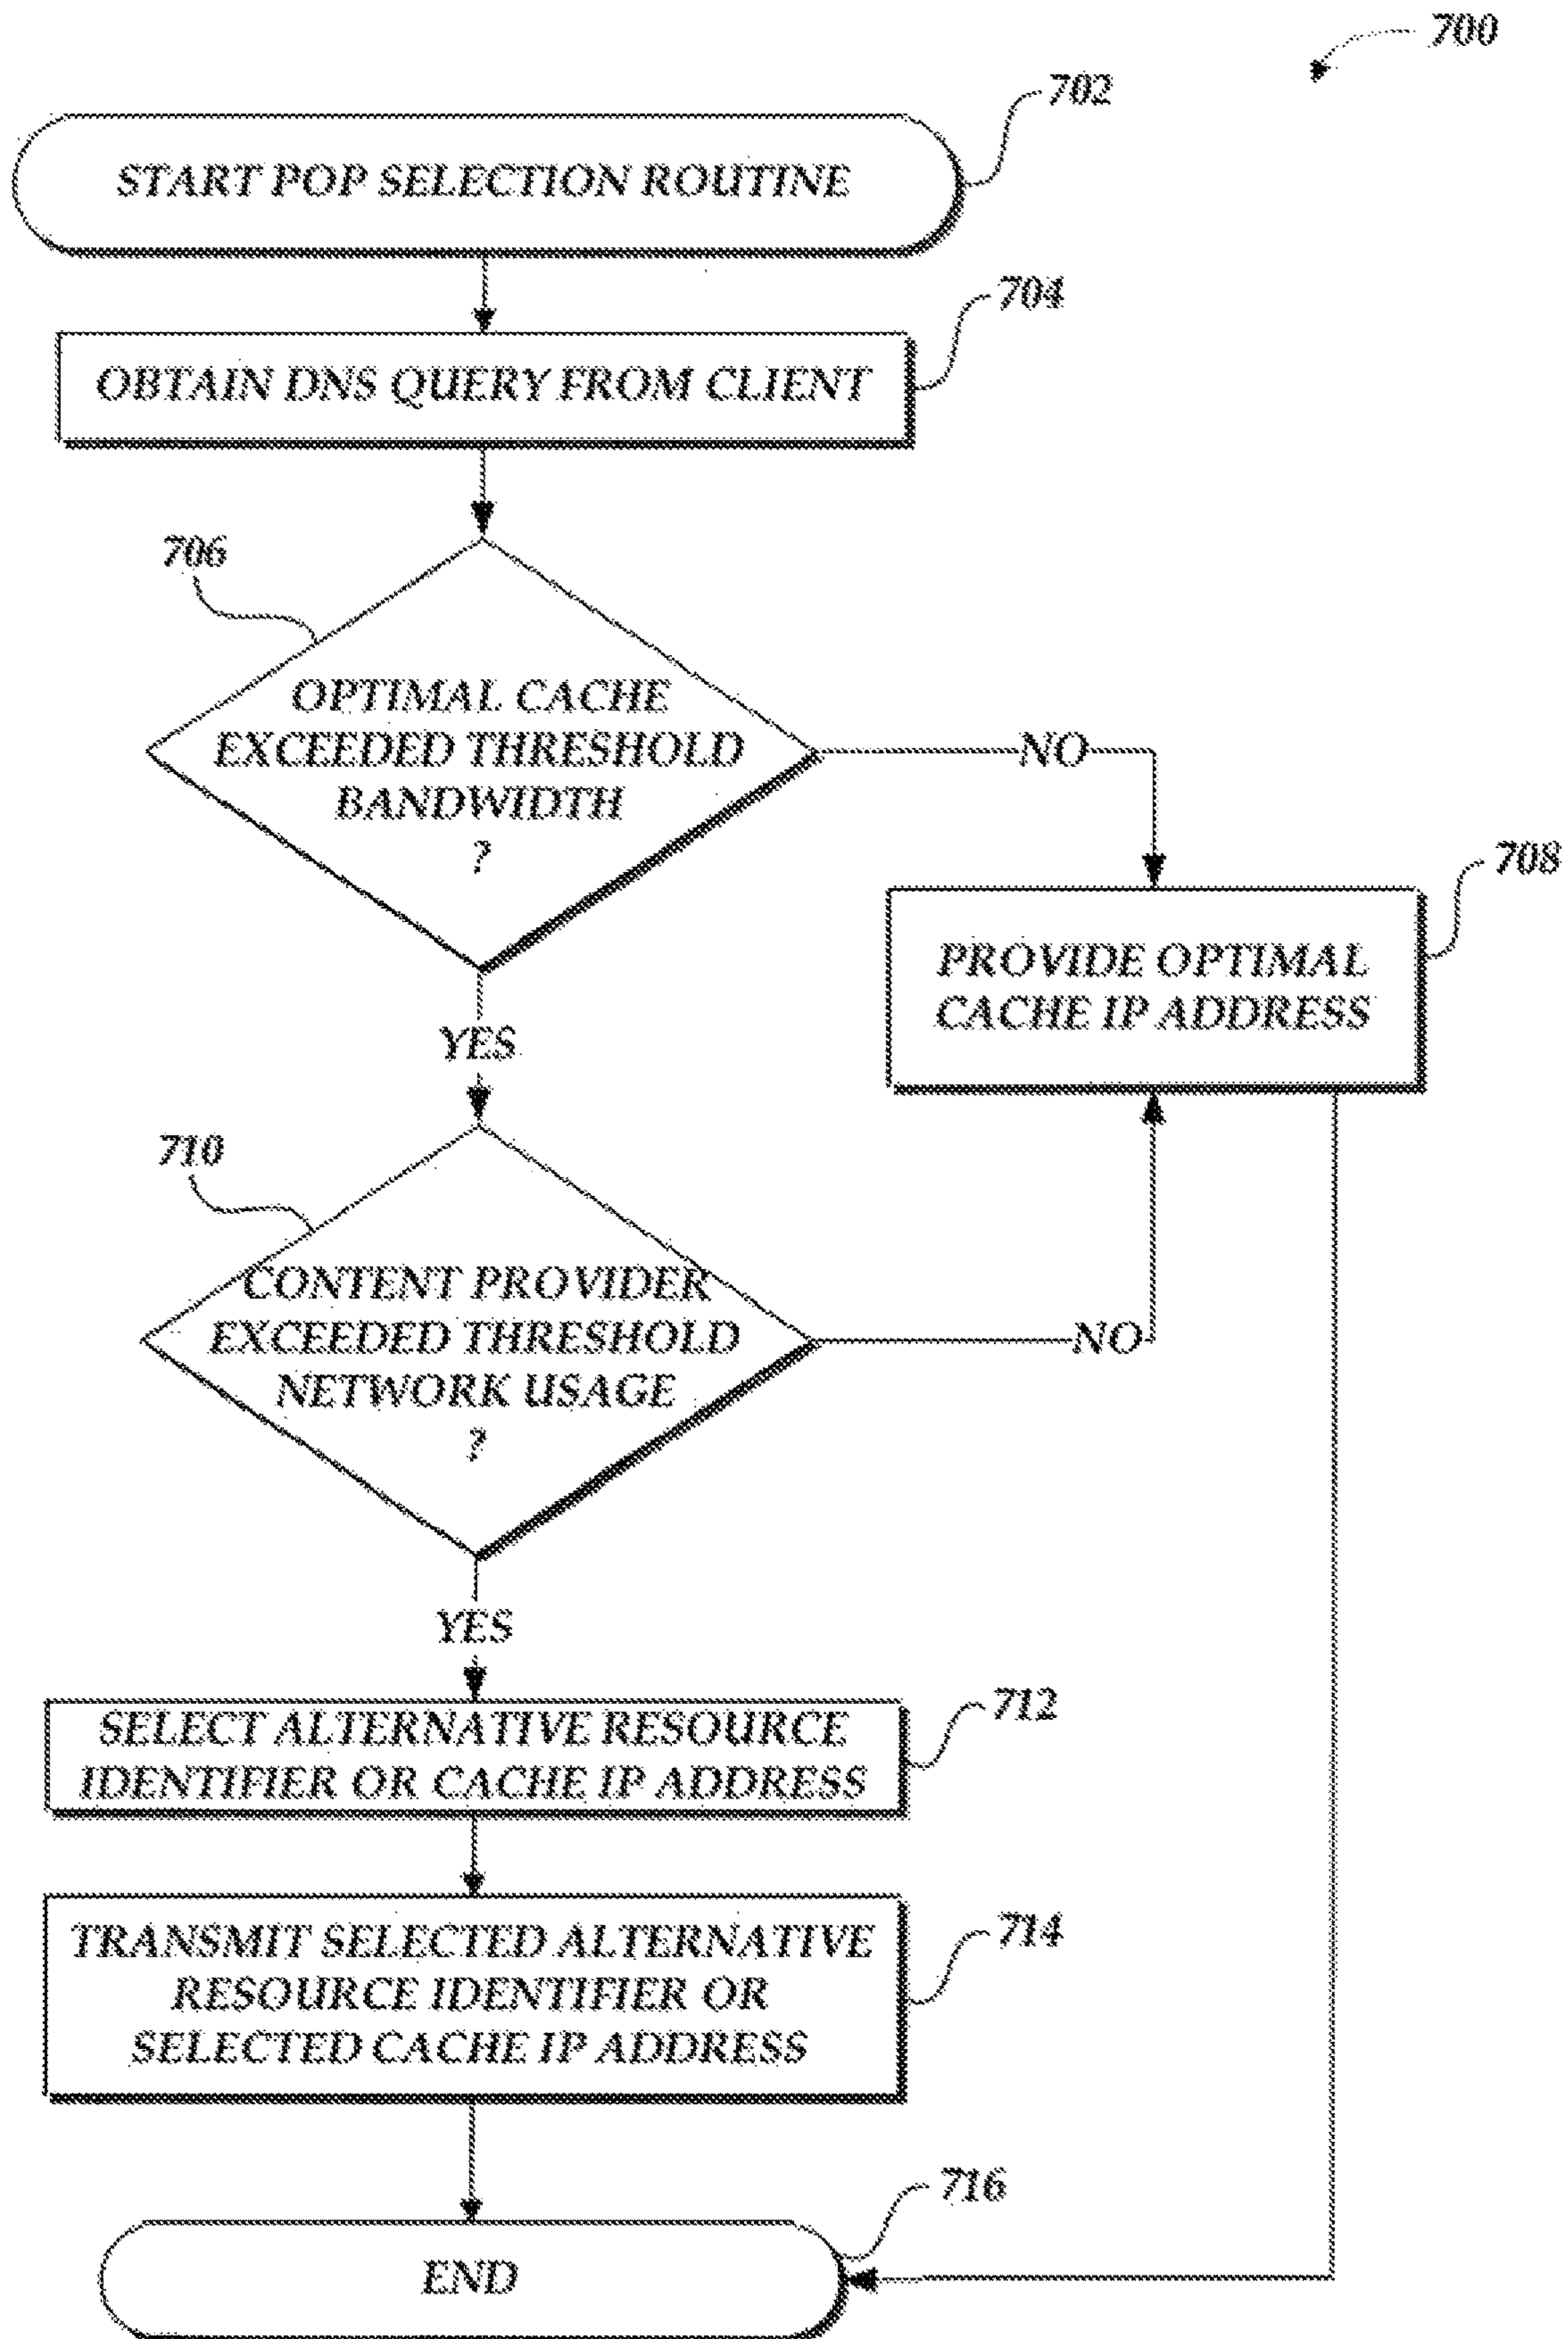 700
702
START POP SELECTION ROUTINE
704
OBTAIN DNS QUERY FROM CLIENT
706
OPTIMAL CACHE
EXCEEDED THRESHOLD
BANDWIDTH
?
NO
708
PROVIDE OPTIMAL
CACHE IP ADDRESS
YES
710
CONTENT PROVIDER
EXCEEDED THRESHOLD
NETWORK USAGE
?
NO
YES
712
SELECT ALTERNATIVE RESOURCE
IDENTIFIER OR CACHE IP ADDRESS
714
TRANSMIT SELECTED ALTERNATIVE
RESOURCE IDENTIFIER OR
SELECTED CACHE IP ADDRESS
716
END